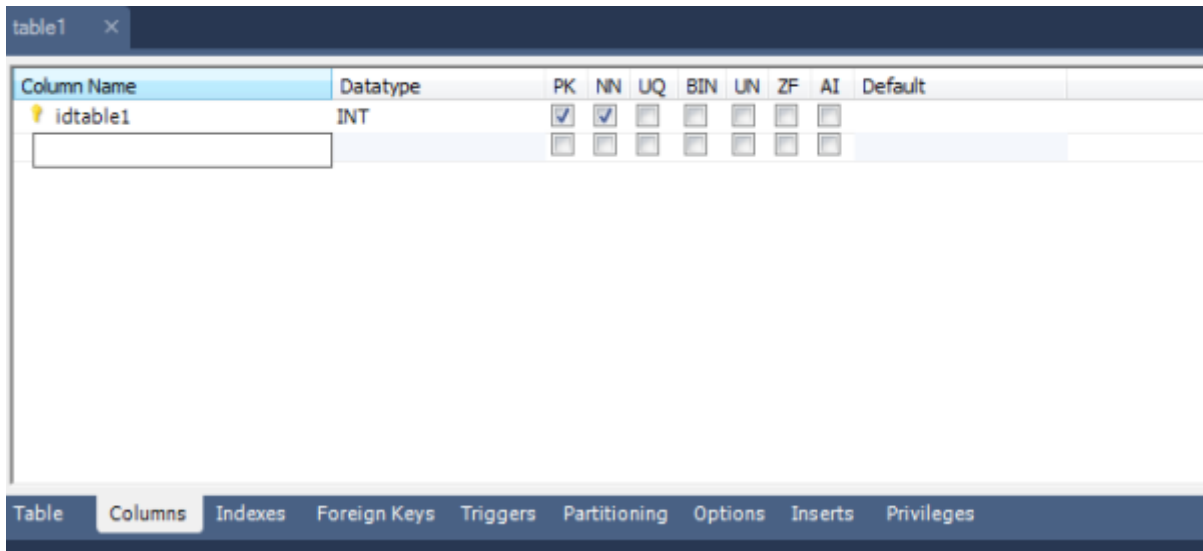 table1
Column Name Datatype PK NN UQ BIN UN ZF AI Default
idtable1 INT
Table Columns Indexes Foreign Keys Triggers Partitioning Options Inserts Privileges